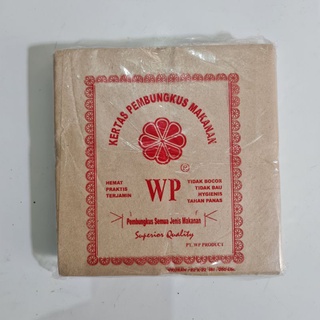 KERTAS PEMBUNGKUS MAKANAN
HEMAT
PRAKTIS
TERJAMIN
WP
TIDAK BOCOR
TIDAK BAU
HYGIENIS
TAHAN PANAS
Pembungkus Semua Jenis Makanan
Superior Quality
PT. WP PRODUCT